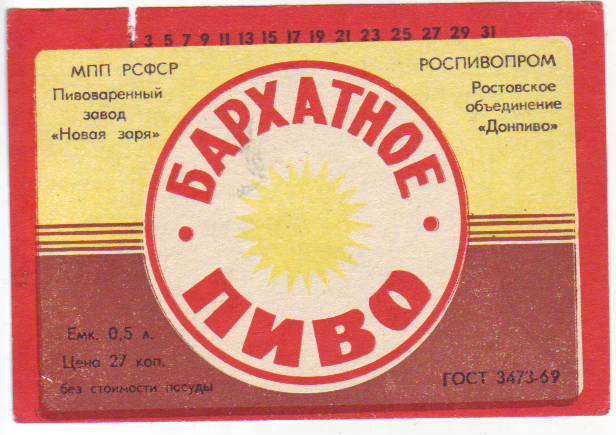 3 5 7 9 11 13 15 17 19 21 23 25 27 29 31
МПП РСФСР
Пивоваренный
завод
«Новая заря»
РОСПИВОПРОМ
Ростовское
объединение
«Донпиво»
БАРХАТНОЕ
ПИВО
Емк. 0,5 л.
Цена 27 коп.
без стоимости посуды
ГОСТ 3473-69